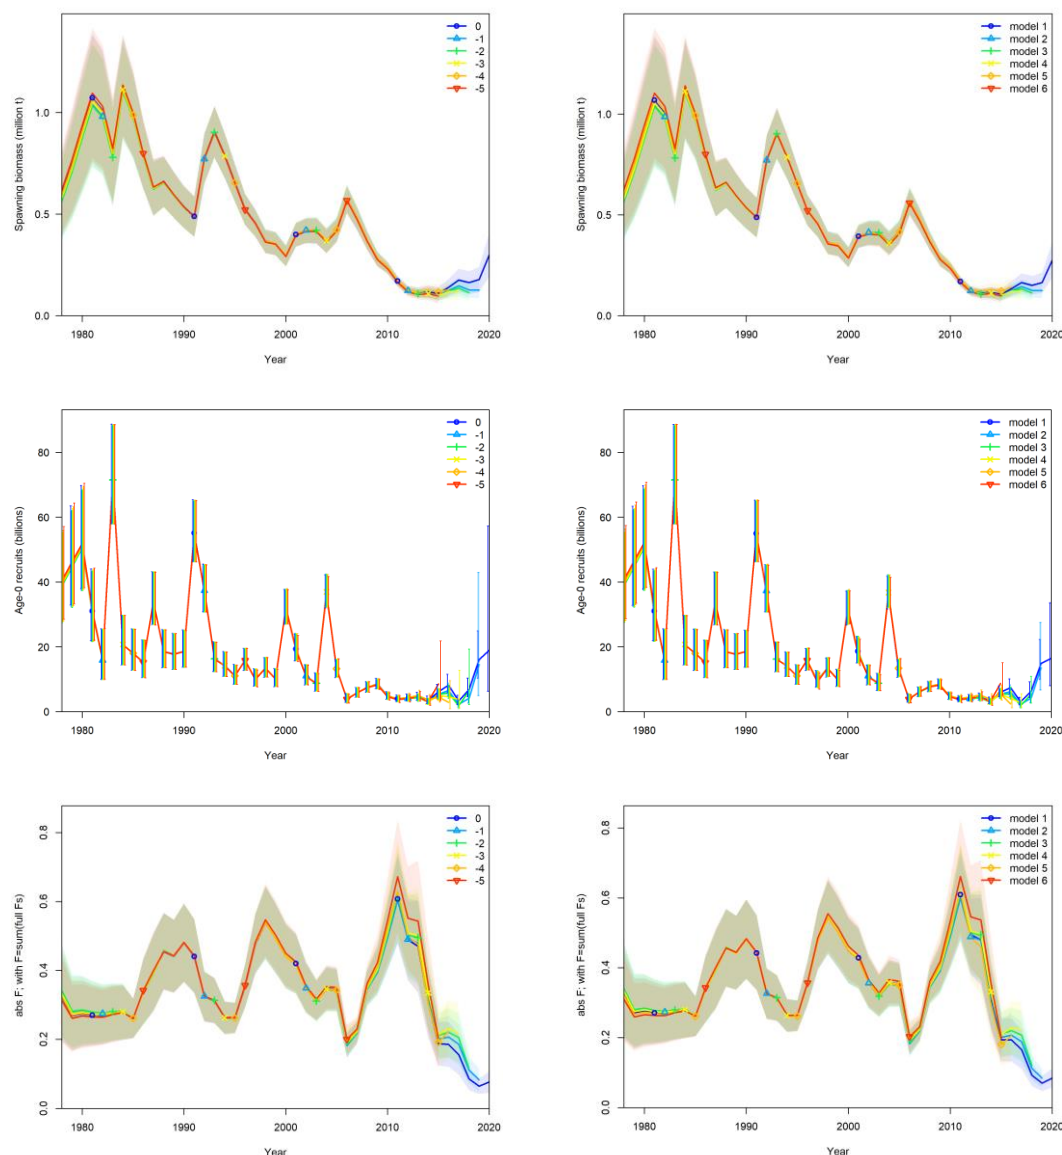 Spawning biomass (million t)
0.0
0.5
1.0
1980
1990
2000
2010
2020
Year
0
-1
-2
-3
-4
-5
Spawning biomass (million t)
0.0
0.5
1.0
1980
1990
2000
2010
2020
Year
model 1
model 2
model 3
model 4
model 5
model 6
Age-0 recruits (billions)
0
20
40
60
80
1980
1990
2000
2010
2020
Year
0
-1
-2
-3
-4
-5
Age-0 recruits (billions)
0
20
40
60
80
1980
1990
2000
2010
2020
Year
model 1
model 2
model 3
model 4
model 5
model 6
abs F; with F=sum(full Fs)
0.0
0.2
0.4
0.6
0.8
1980
1990
2000
2010
2020
Year
0
-1
-2
-3
-4
-5
abs F; with F=sum(full Fs)
0.0
0.2
0.4
0.6
0.8
1980
1990
2000
2010
2020
Year
model 1
model 2
model 3
model 4
model 5
model 6